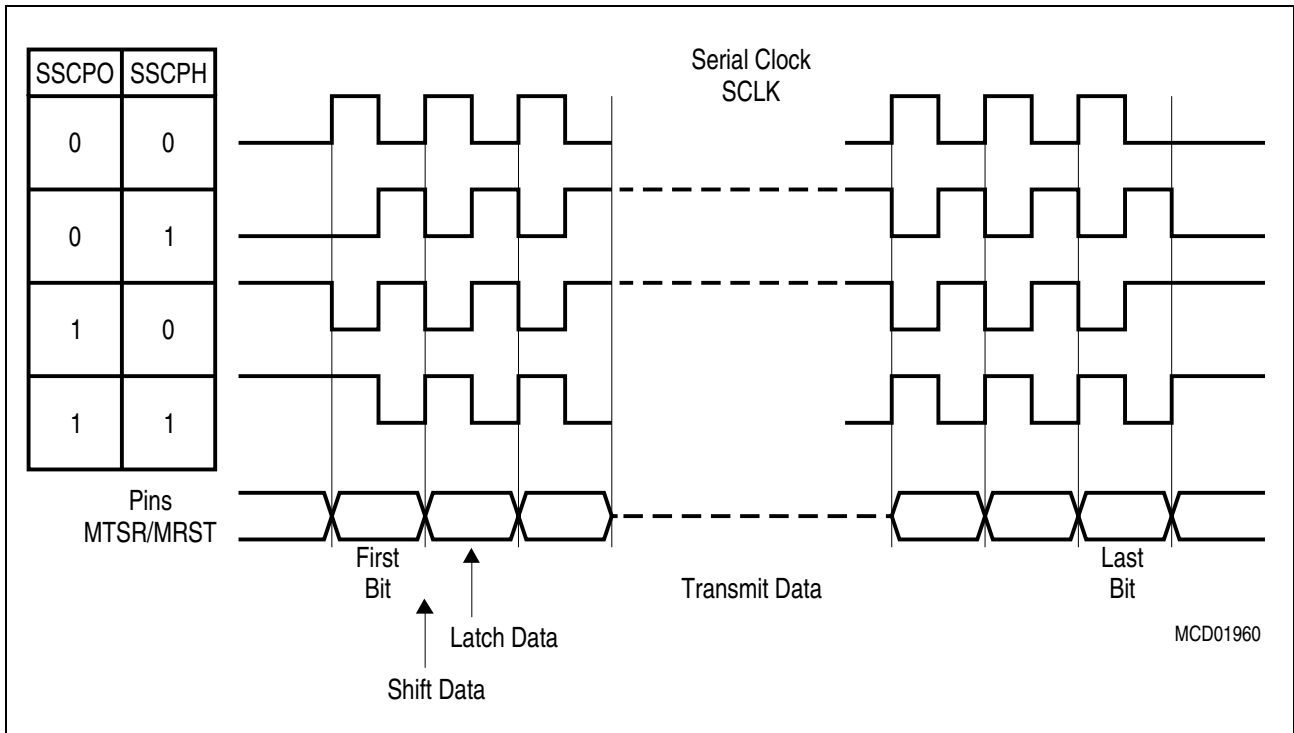 SSCPO SSCPH
Serial Clock
SCLK
0 0
0 1
1 0
1 1
Pins
MTSR/MRST
First
Bit
Transmit Data
Last
Bit
Latch Data
MCD01960
Shift Data